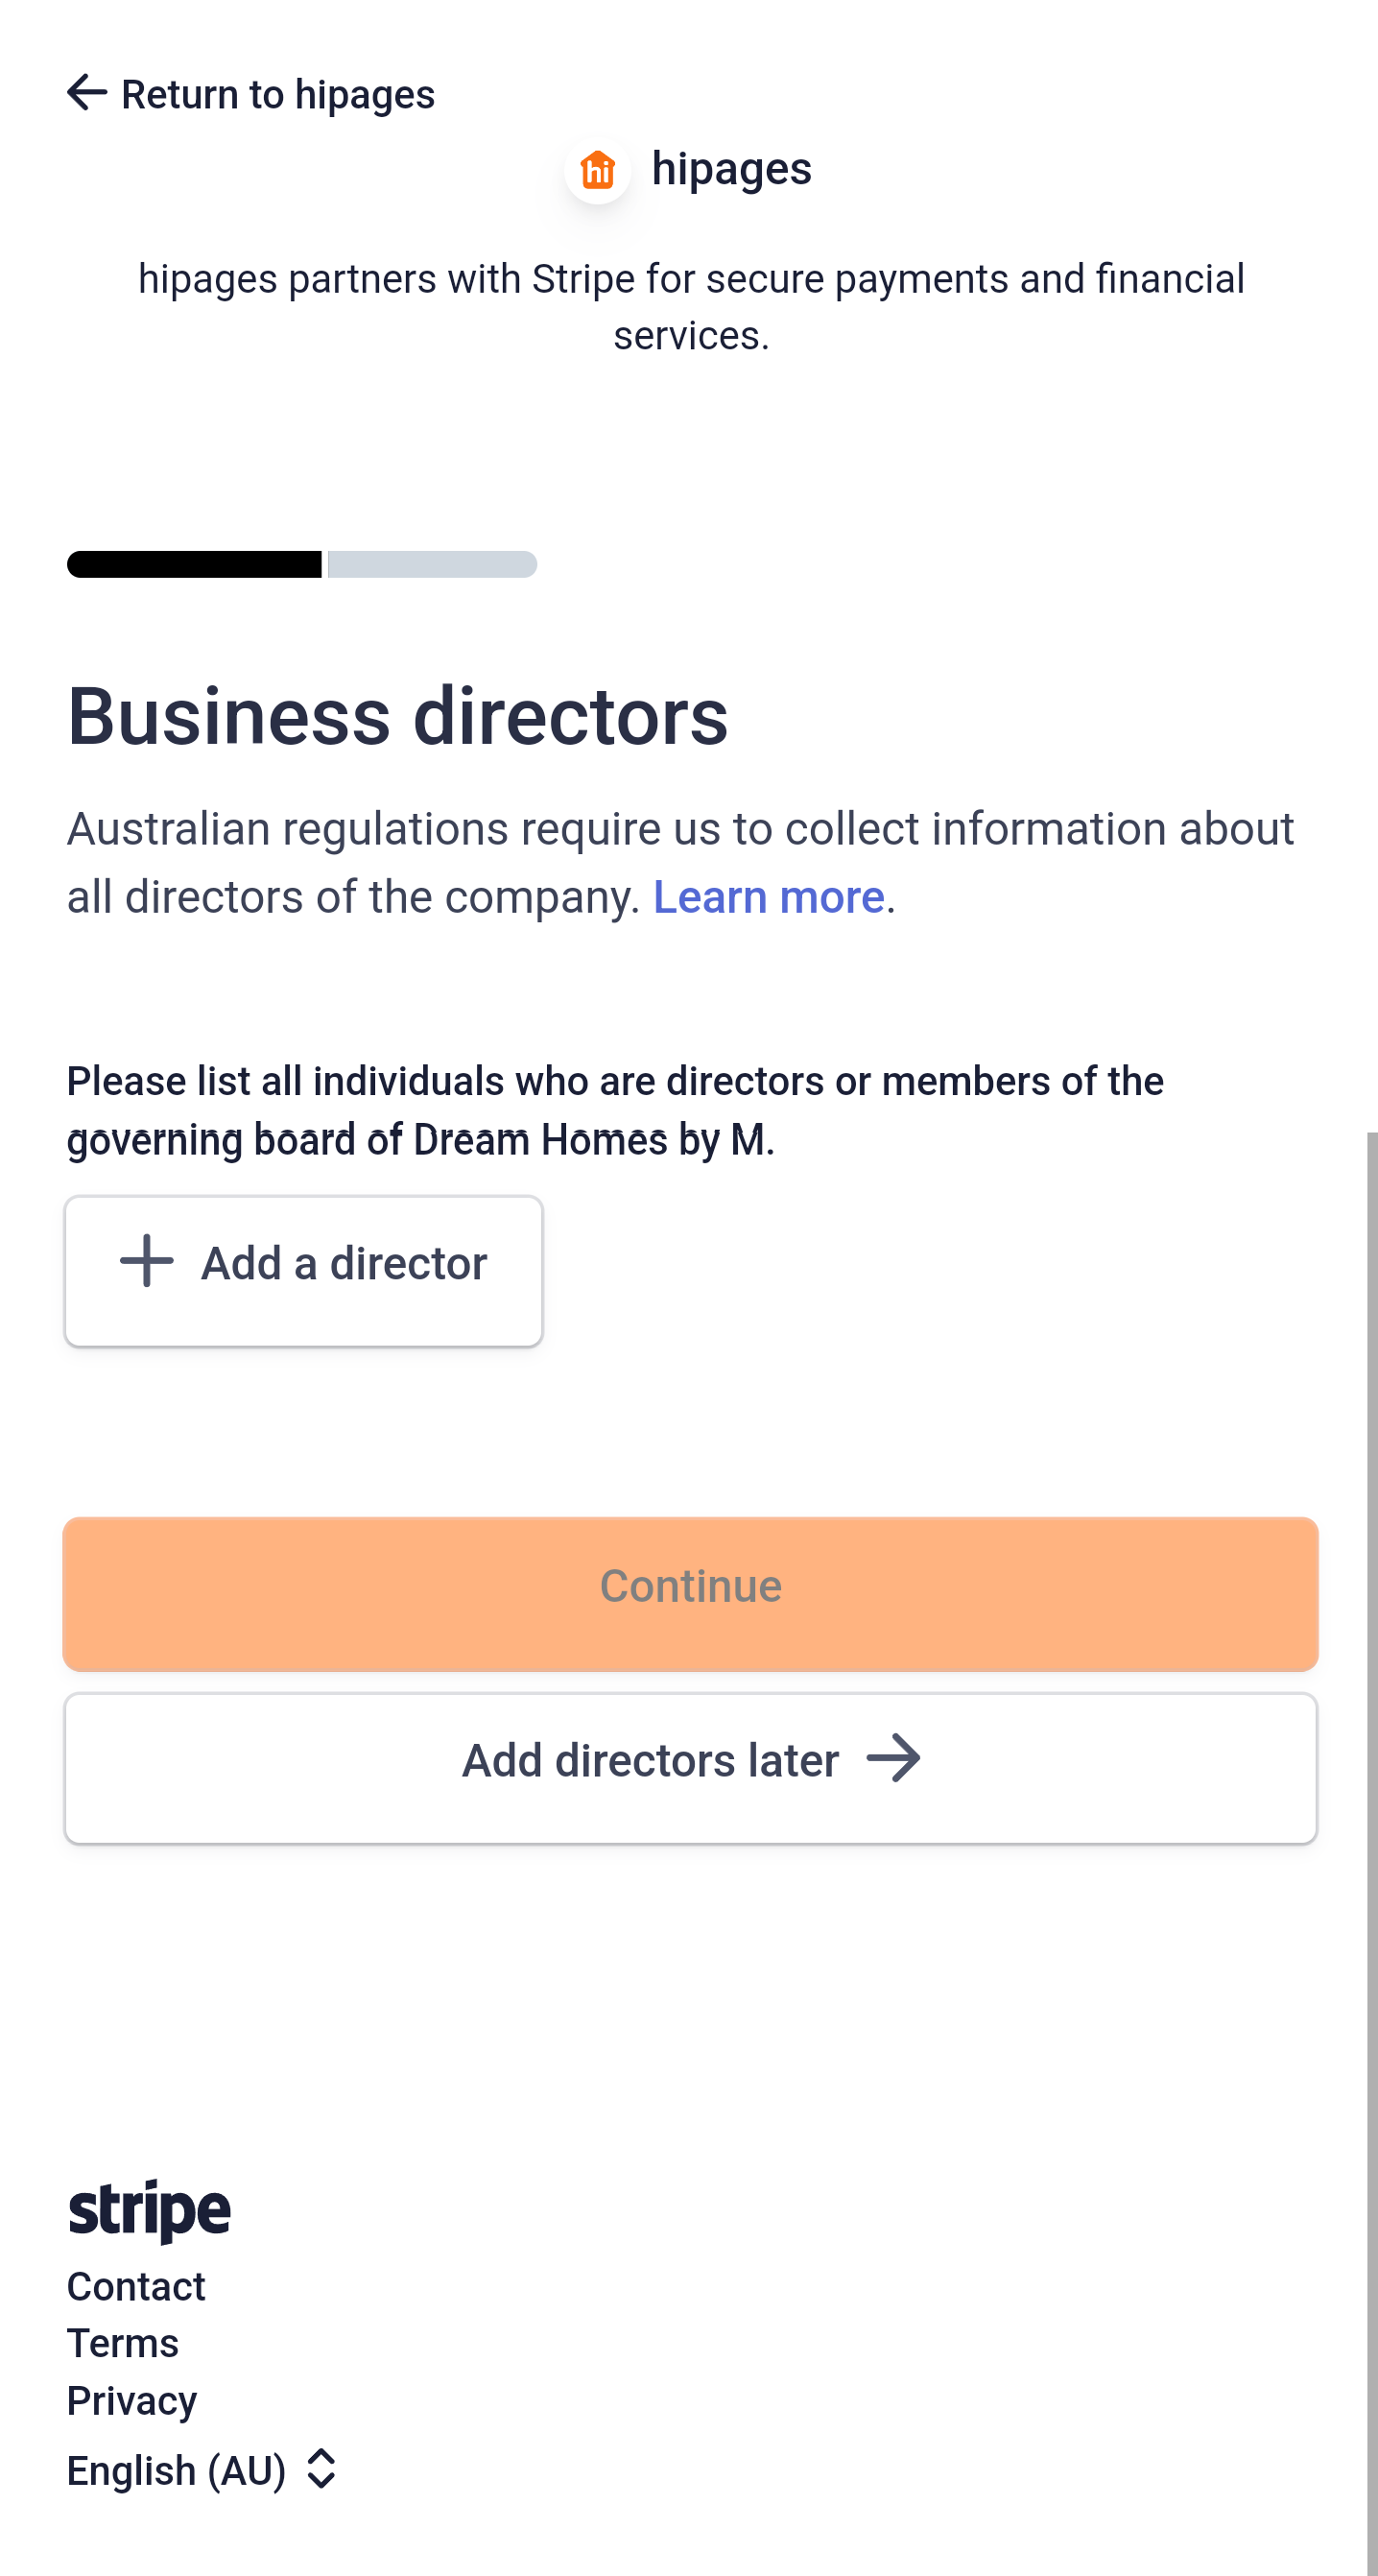 Return to hipages
hi hipages
hipages partners with Stripe for secure payments and financial
services.
Business directors
Australian regulations require us to collect information about
all directors of the company. Learn more.
Please list all individuals who are directors or members of the
governing board of Dream Homes by M.
Add a director
Continue
Add directors later
stripe
Contact
Terms
Privacy
English (AU)